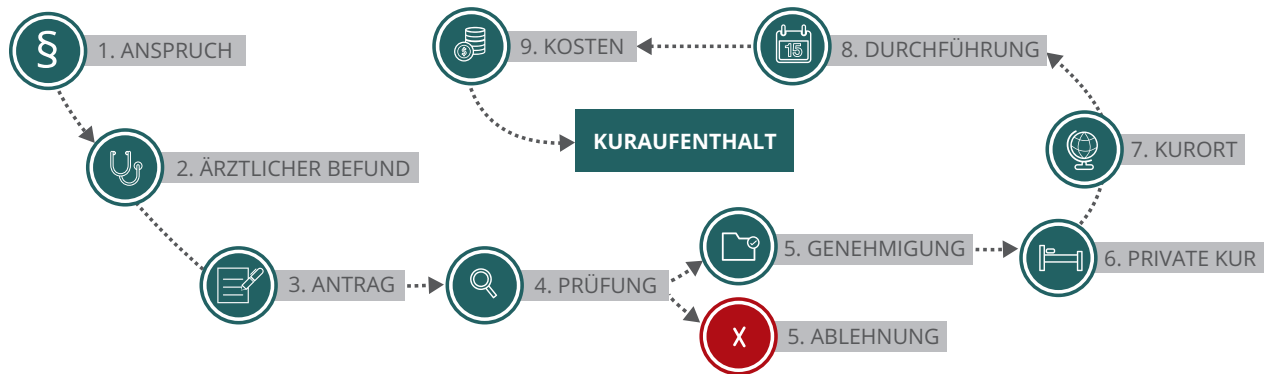 §
1. ANSPRUCH
2. ÄRZTLICHER BEFUND
3. ANTRAG
4. PRÜFUNG
5. GENEHMIGUNG
X
5. ABLEHNUNG
6. PRIVATE KUR
7. KURORT
15
8. DURCHFÜHRUNG
$
9. KOSTEN
KURAUFENTHALT